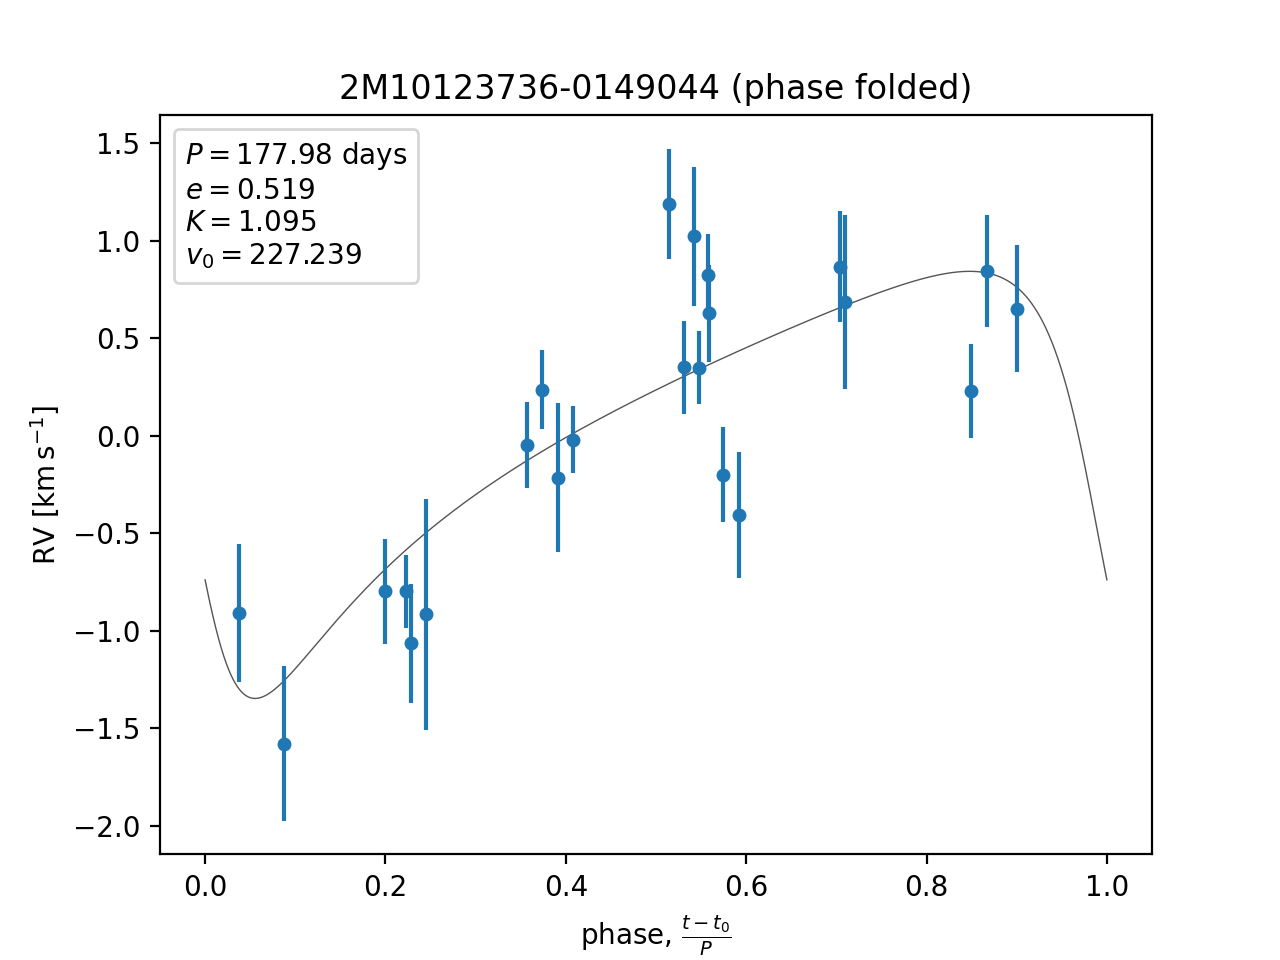 2M10123736-0149044 (phase folded)
P = 177.98 days
e = 0.519
K = 1.095
v₀ = 227.239
1.5
1.0
0.5
0.0
−0.5
−1.0
−1.5
−2.0
RV [km s⁻¹]
0.0 0.2 0.4 0.6 0.8 1.0
phase, (t − t₀)/P